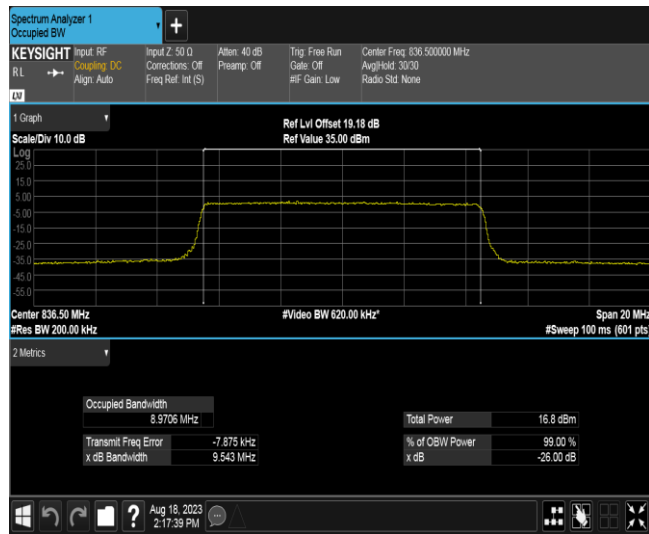 Spectrum Analyzer 1
Occupied BW
+
KEYSIGHT
RL
LXI
Input: RF
Coupling: DC
Align: Auto
Input Z: 50 Ω
Corrections: Off
Freq Ref: Int (S)
Atten: 40 dB
Preamp: Off
Trig: Free Run
Gate: Off
#IF Gain: Low
Center Freq: 836.500000 MHz
Avg|Hold: 30/30
Radio Std: None
1 Graph
Scale/Div 10.0 dB
Ref Lvl Offset 19.18 dB
Ref Value 35.00 dBm
Log
25.0
15.0
5.00
-5.00
-15.0
-25.0
-35.0
-45.0
-55.0
Center 836.50 MHz
#Video BW 620.00 kHz*
Span 20 MHz
#Res BW 200.00 kHz
#Sweep 100 ms (601 pts)
2 Metrics
Occupied Bandwidth
8.9706 MHz
Total Power 16.8 dBm
Transmit Freq Error -7.875 kHz
% of OBW Power 99.00 %
x dB Bandwidth 9.543 MHz
x dB -26.00 dB
?
Aug 18, 2023
2:17:39 PM